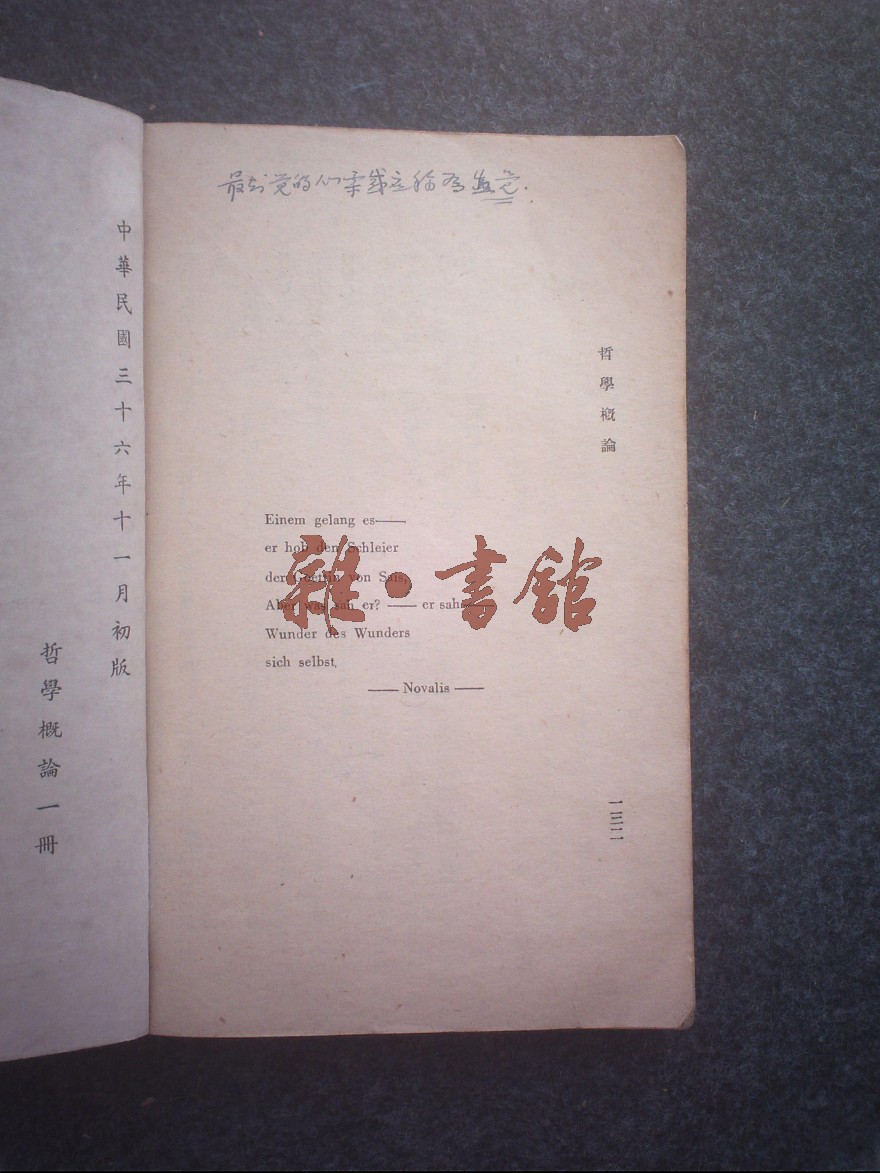 中華民國三十六年十一月初版
哲學概論一冊
哲學概論
Einem gelang es——
er hob den Schleier
der Goettin von Sais,
Aber was sah er? —— er sah——
Wunder des Wunders
sich selbst,
—— Novalis ——
一三二
雜·書館